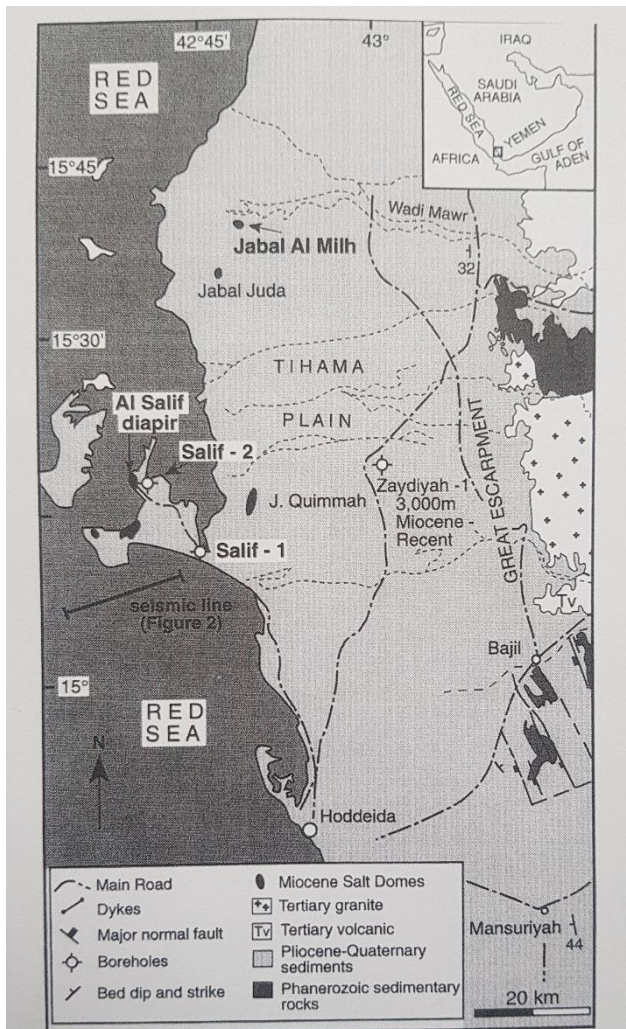 42°45'
43°
RED
SEA
IRAQ
SAUDI
ARABIA
RED SEA
YEMEN
AFRICA
GULF OF
ADEN
15°45'
Wadi Mawr
Jabal Al Milh
32
Jabal Juda
15°30'
TIHAMA
Al Salif
diapir
PLAIN
Salif - 2
GREAT ESCARPMENT
Zaydiyah -1
3,000m
Miocene -
Recent
J. Quimmah
Salif - 1
seismic line
(Figure 2)
Tv
Bajil
15°
RED
SEA
N
Hoddeida
Main Road
Dykes
Major normal fault
Boreholes
Bed dip and strike
Miocene Salt Domes
Tertiary granite
Tv Tertiary volcanic
Pliocene-Quaternary
sediments
Phanerozoic sedimentary
rocks
Mansuriyah
44
20 km